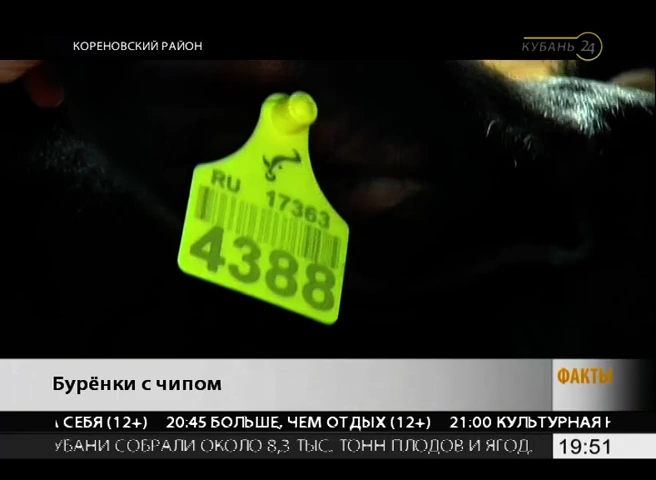 КОРЕНОВСКИЙ РАЙОН
КУБАНЬ 24
RU 17363
4388
Бурёнки с чипом
ФАКТЫ
СЕБЯ (12+) 20:45 БОЛЬШЕ, ЧЕМ ОТДЫХ (12+) 21:00 КУЛЬТУРНАЯ
УБАНИ СОБРАЛИ ОКОЛО 8,3 ТЫС. ТОНН ПЛОДОВ И ЯГОД.
19:51